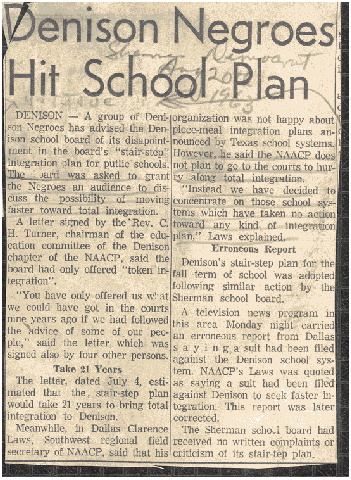 Denison Negroes
Hit School Plan
DENISON — A group of Deni-
son Negroes has advised the Den-
ison school board of its disapoint-
ment in the board's "stair-step"
integration plan for public schools.
The board was asked to grant
the Negroes an audience to dis-
cuss the possibility of moving
faster toward total integration.
A letter signed by the Rev. C.
H. Turner, chairman of the edu-
cation committee of the Denison
chapter of the NAACP, said the
board had only offered "token in-
tegration".
"You have only offered us what
we could have got in the courts
nine years ago if we had followed
the advice of some of our peo-
ple," said the letter which was
signed also by four other persons.
Take 21 Years
The letter, dated July 4, esti-
mated that the stair-step plan
would take 21 years to bring total
integration to Denison.
Meanwhile, in Dallas Clarence
Laws, Southwest regional field
secretary of NAACP, said that his
organization was not happy about
piece-meal integration plans an-
nounced by Texas school systems.
However, he said the NAACP does
not plan to go to the courts to hur-
ry along total integration.
"Instead we have decided to
concentrate on those school sys-
tems which have taken no action
toward any kind of integration
plan." Laws explained.
Erroneous Report
Denison's stair-step plan for the
fall term of school was adopted
following similar action by the
Sherman school board.
A television news program in
this area Monday night carried
an erroneous report from Dallas
saying a suit had been filed
against the Denison school sys-
tem. NAACP's Laws was quoted
as saying a suit had been filed
against Denison to seek faster in-
tegration. This report was later
corrected.
The Sherman school board had
received no written complaints or
criticism of its stair-tep plan.
Sherman Democrat
20
1963